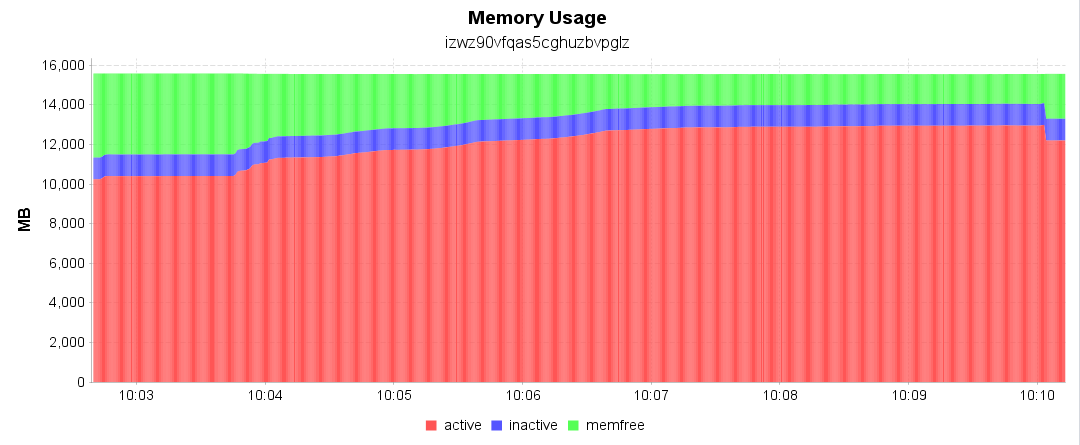 Memory Usage
izwz90vfqas5cghuzbvpglz
16,000
14,000
12,000
10,000
8,000
6,000
4,000
2,000
0
MB
10:03 10:04 10:05 10:06 10:07 10:08 10:09 10:10
active inactive memfree